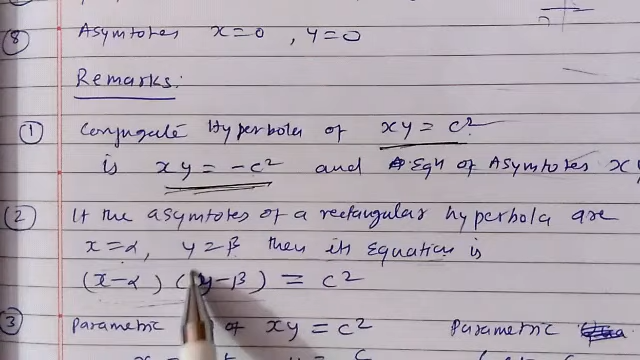 8 Asymtotes x=0 , y=0
Remarks:
1 Conjugate Hyperbola of xy = c²
is xy = -c² and Eqn of Asymtotes xy
2 If the asymtotes of a rectangular hyperbola are
x=α, y=β then its equation is
(x-α) (y-β) = c²
3 Parametric of xy = c² Parametric